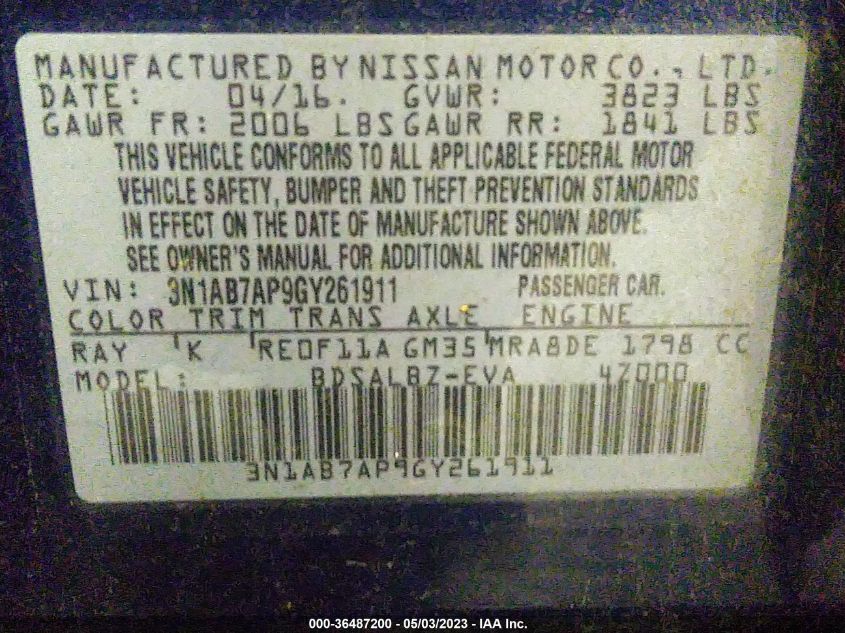 MANUFACTURED BY NISSAN MOTOR CO., LTD.
DATE: 04/16. GVWR: 3823 LBS
GAWR FR: 2006 LBS GAWR RR: 1841 LBS
THIS VEHICLE CONFORMS TO ALL APPLICABLE FEDERAL MOTOR
VEHICLE SAFETY, BUMPER AND THEFT PREVENTION STANDARDS
IN EFFECT ON THE DATE OF MANUFACTURE SHOWN ABOVE.
SEE OWNER'S MANUAL FOR ADDITIONAL INFORMATION.
VIN: 3N1AB7AP9GY261911 PASSENGER CAR.
COLOR TRIM TRANS AXLE ENGINE
RAY K RE0F11A GM35 MRA8DE 1798 CC
MODEL: BDSALBZ-EVA 47000
3N1AB7AP9GY261911
000-36487200 - 05/03/2023 - IAA Inc.